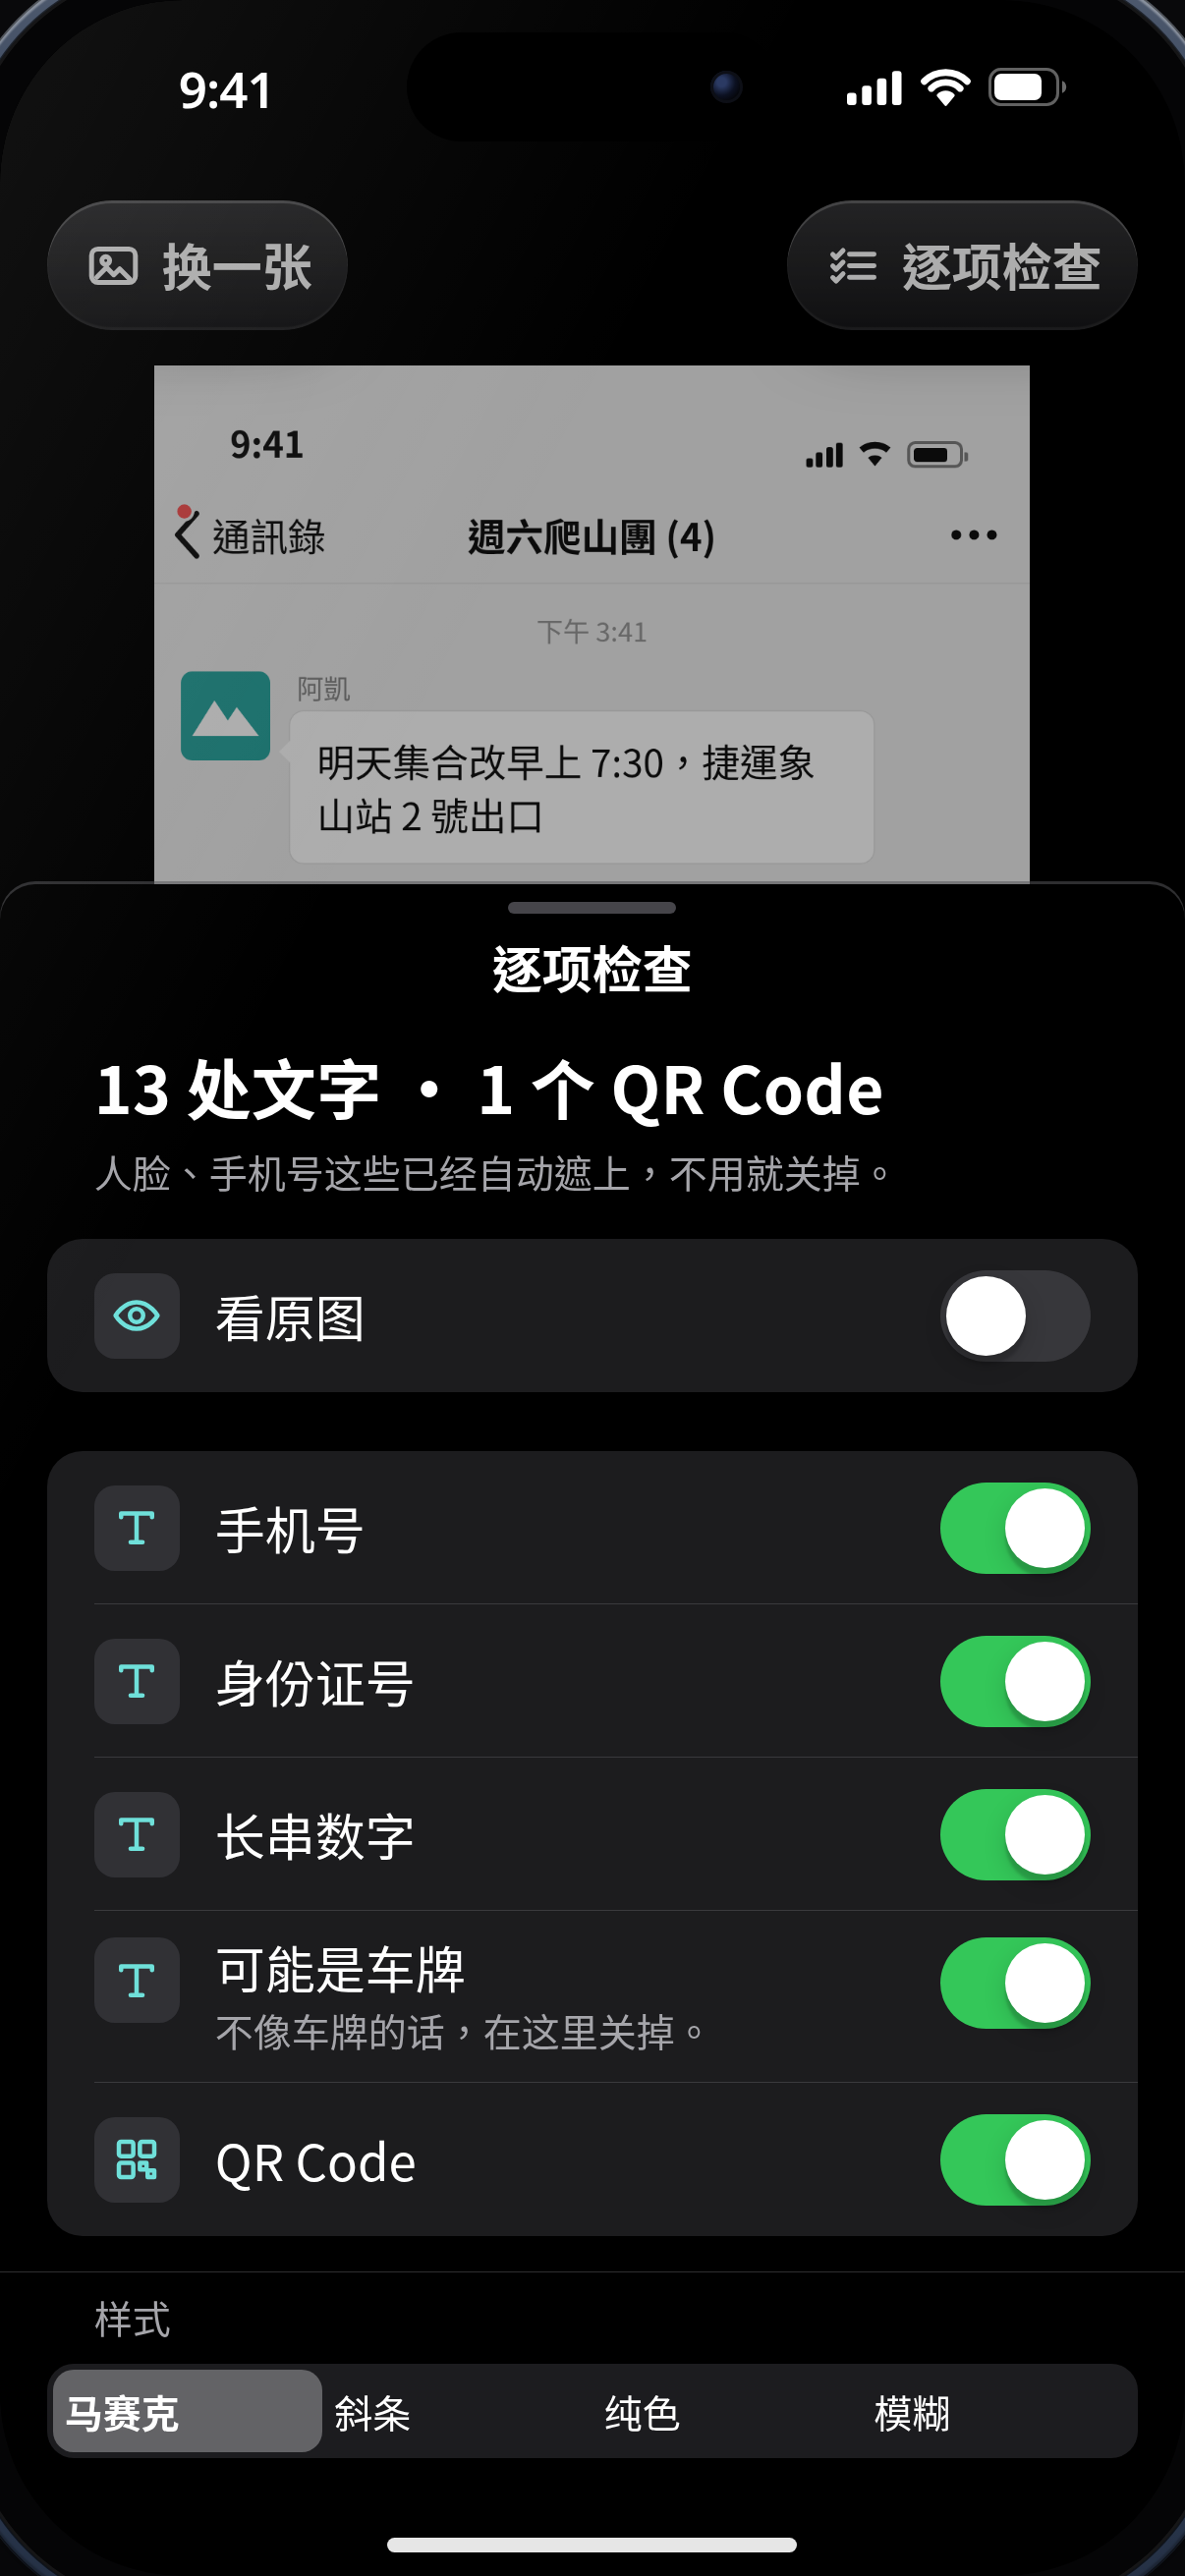 9:41
换一张
逐项检查
9:41
通訊錄
週六爬山團 (4)
下午 3:41
阿凱
明天集合改早上 7:30，捷運象
山站 2 號出口
逐项检查
13 处文字 · 1 个 QR Code
人脸、手机号这些已经自动遮上，不用就关掉。
看原图
手机号
身份证号
长串数字
可能是车牌
不像车牌的话，在这里关掉。
QR Code
样式
马赛克
斜条
纯色
模糊